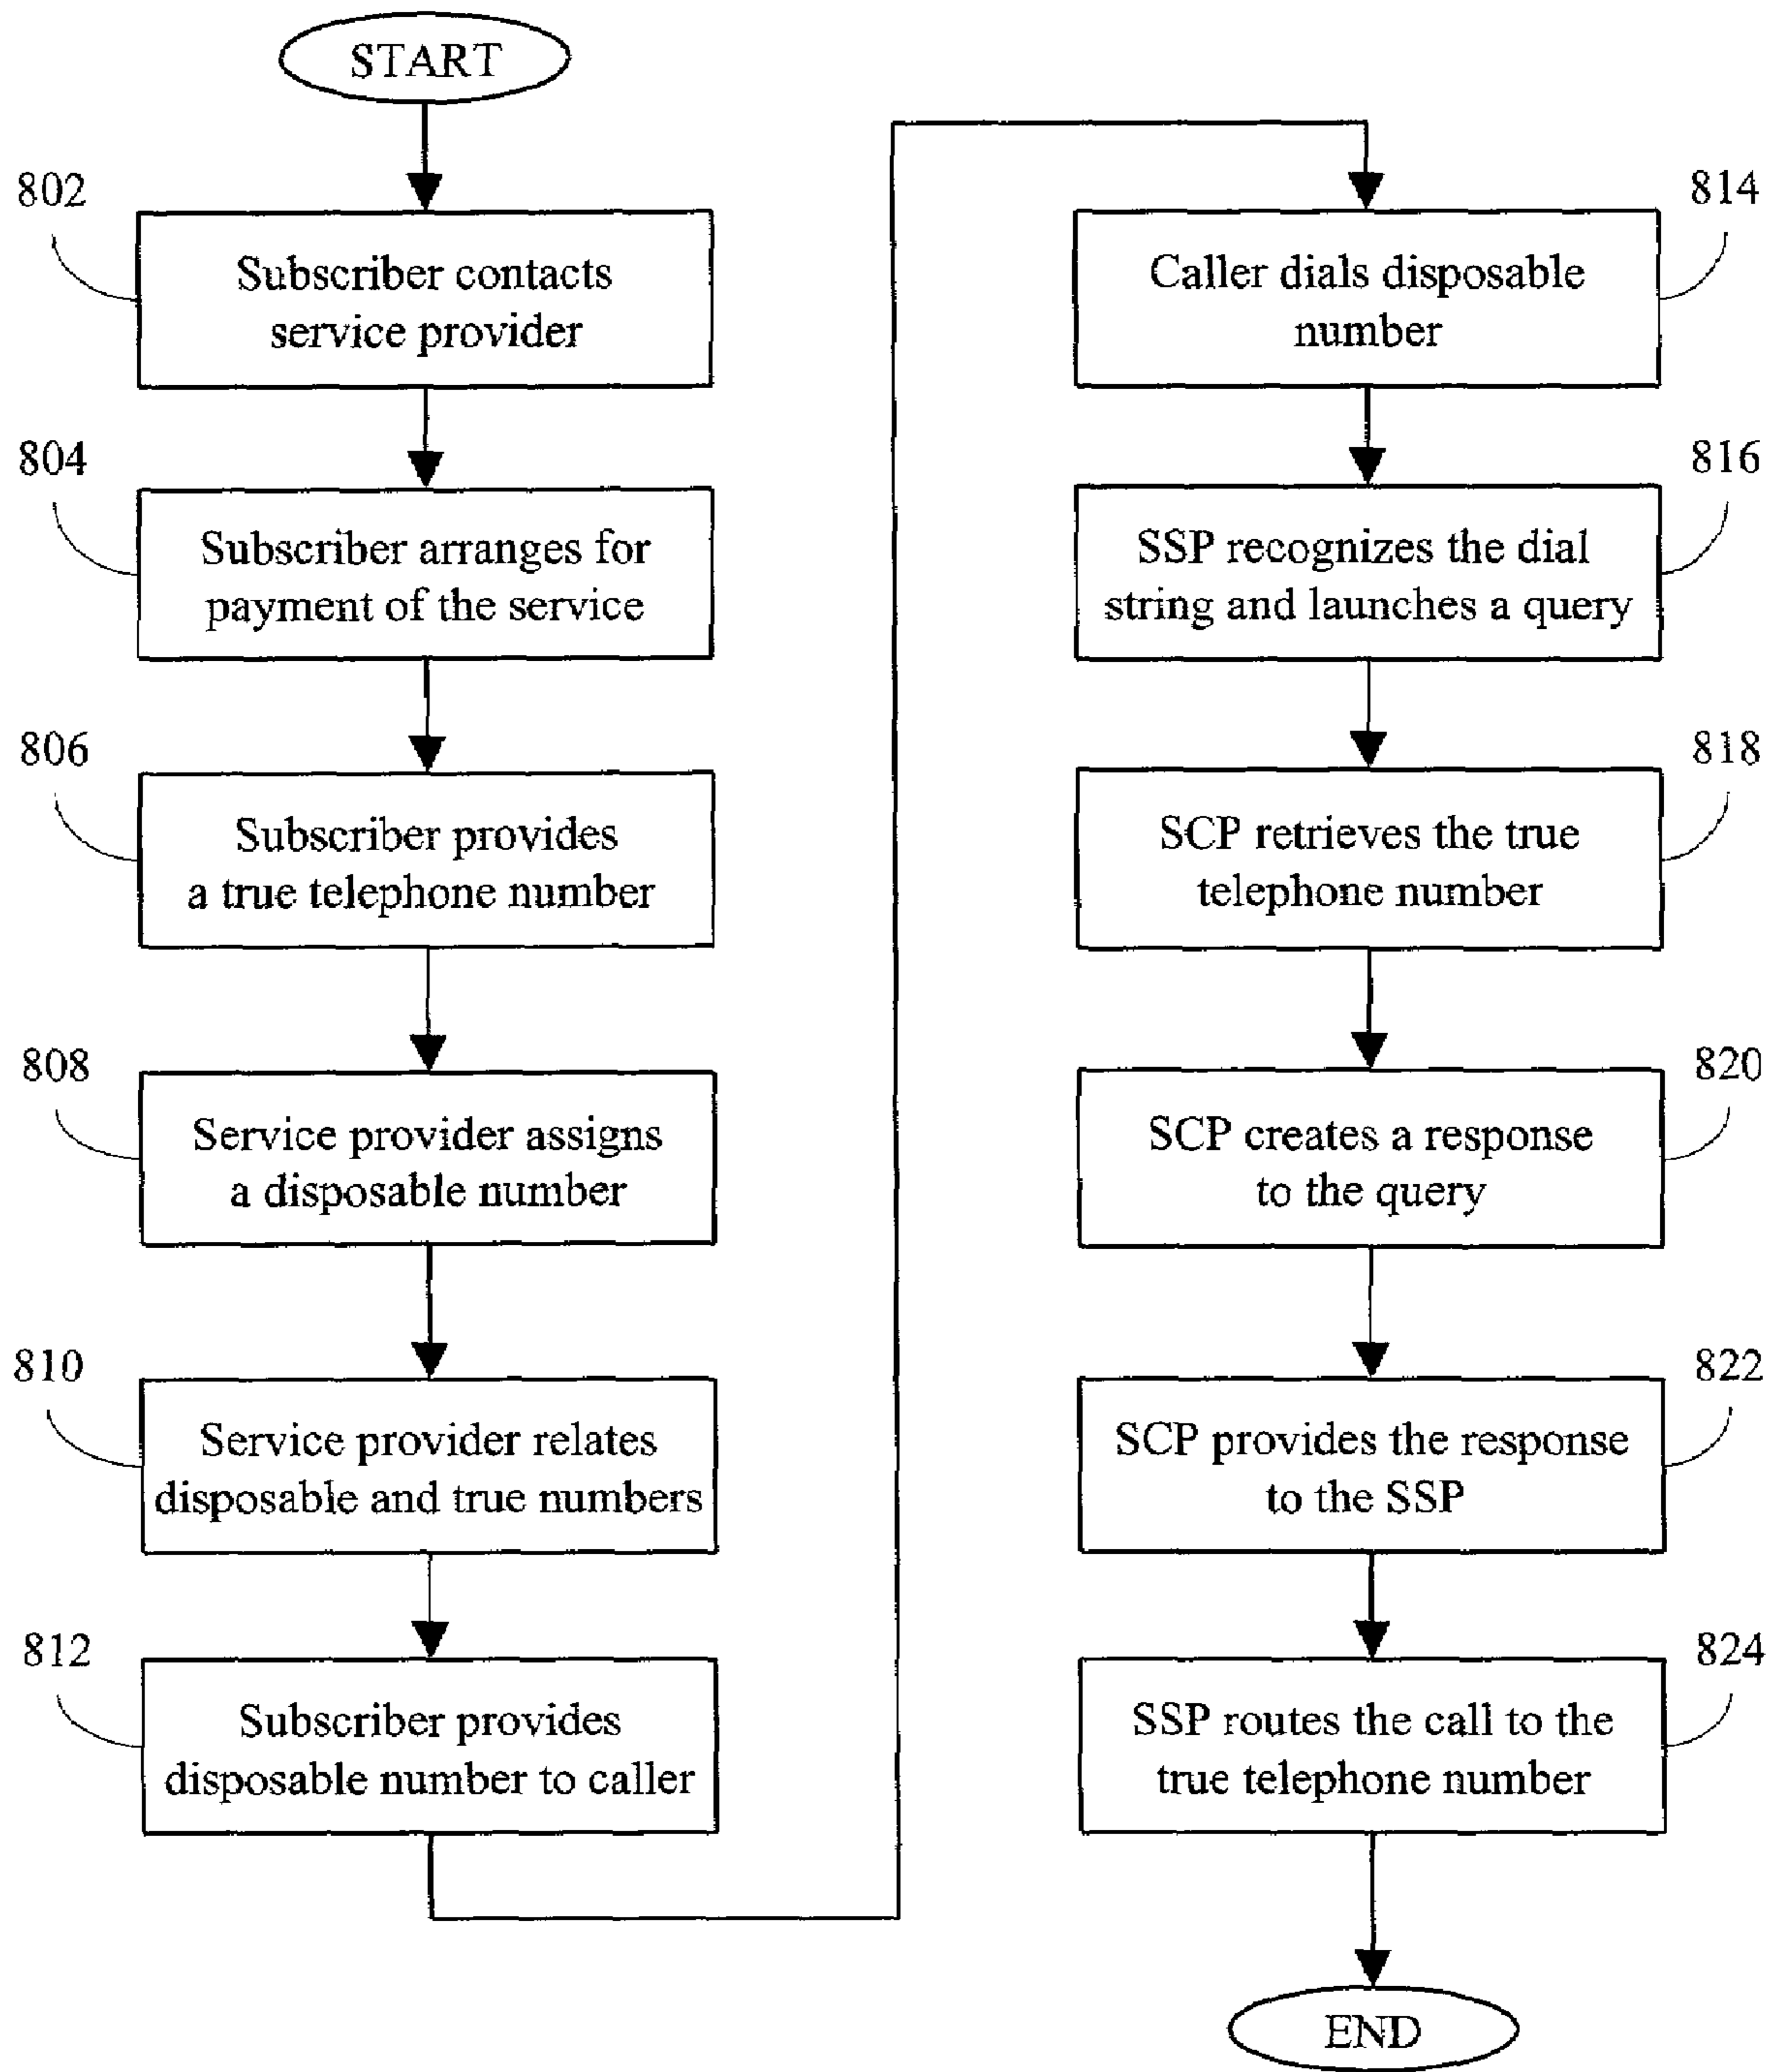 START
802
Subscriber contacts
service provider
804
Subscriber arranges for
payment of the service
806
Subscriber provides
a true telephone number
808
Service provider assigns
a disposable number
810
Service provider relates
disposable and true numbers
812
Subscriber provides
disposable number to caller
814
Caller dials disposable
number
816
SSP recognizes the dial
string and launches a query
818
SCP retrieves the true
telephone number
820
SCP creates a response
to the query
822
SCP provides the response
to the SSP
824
SSP routes the call to the
true telephone number
END